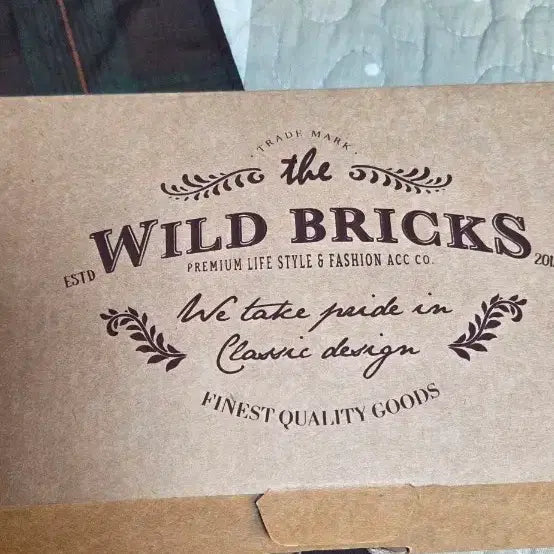 TRADE MARK
the
WILD BRICKS
ESTD
PREMIUM LIFE STYLE & FASHION ACC CO.
We take pride in
Classic design
FINEST QUALITY GOODS